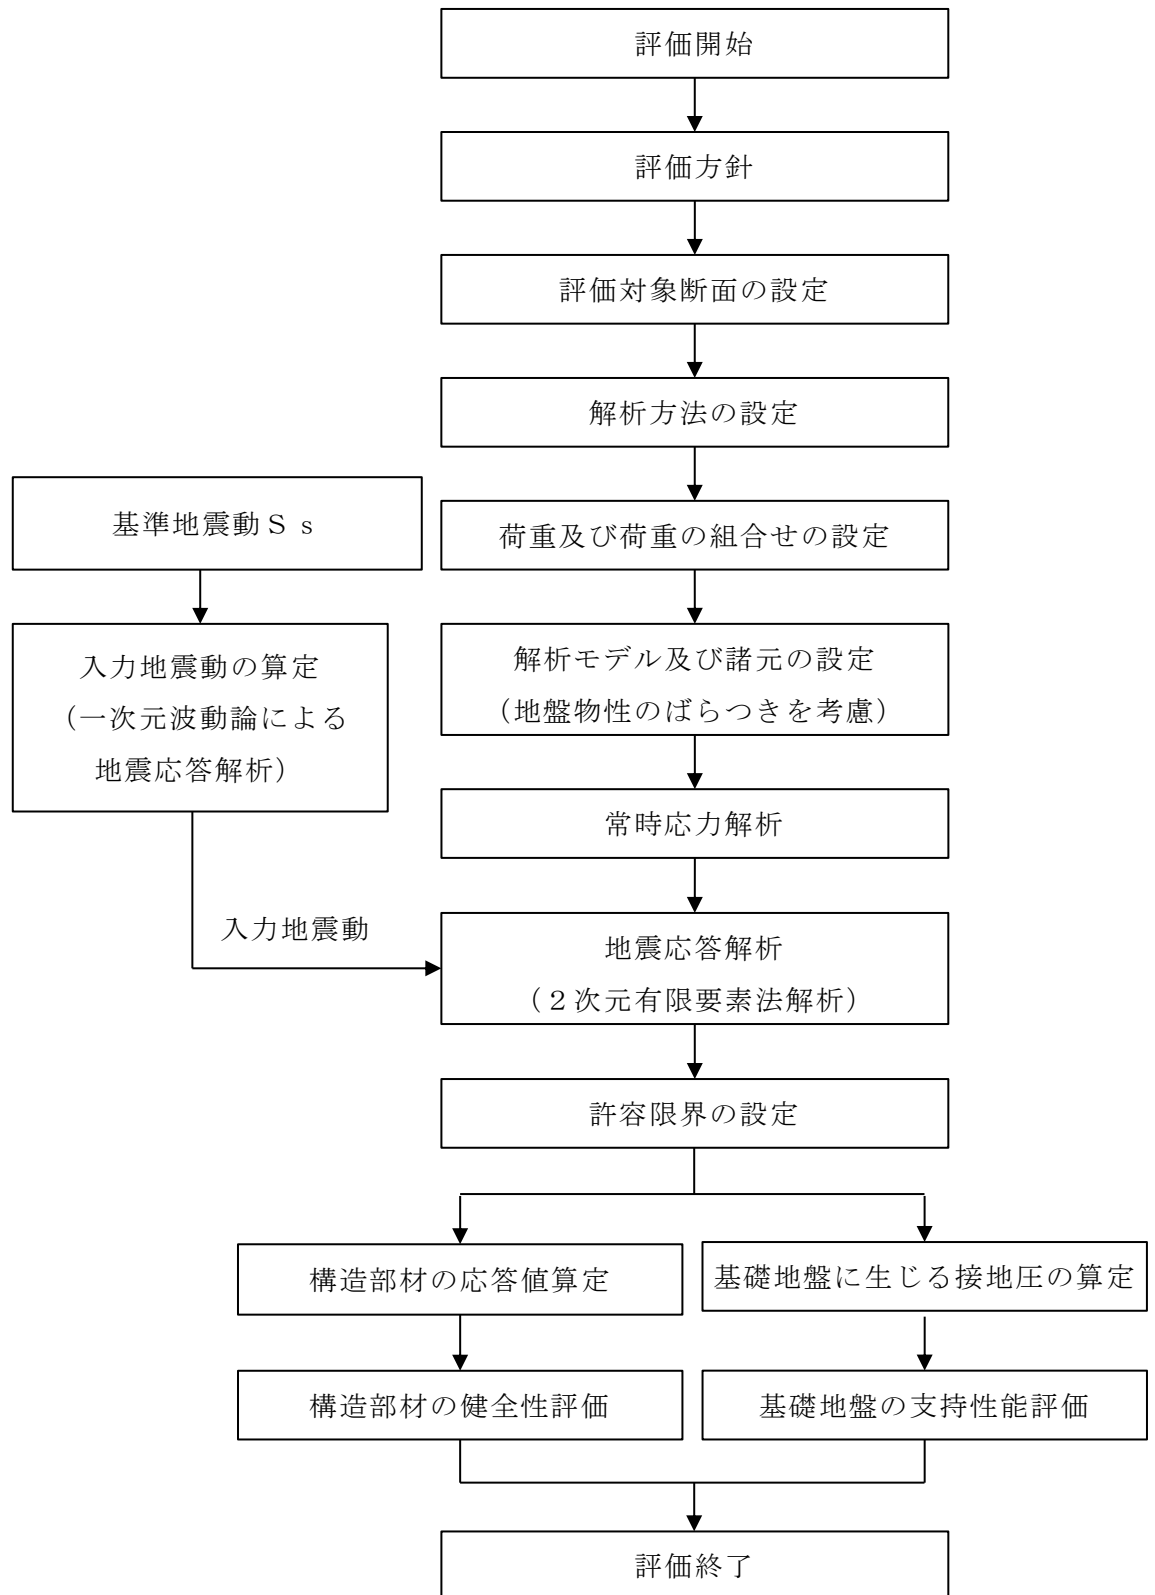 評価開始
評価方針
評価対象断面の設定
解析方法の設定
基準地震動Ｓｓ
荷重及び荷重の組合せの設定
入力地震動の算定
（一次元波動論による
地震応答解析）
解析モデル及び諸元の設定
（地盤物性のばらつきを考慮）
常時応力解析
入力地震動
地震応答解析
（２次元有限要素法解析）
許容限界の設定
構造部材の応答値算定
基礎地盤に生じる接地圧の算定
構造部材の健全性評価
基礎地盤の支持性能評価
評価終了